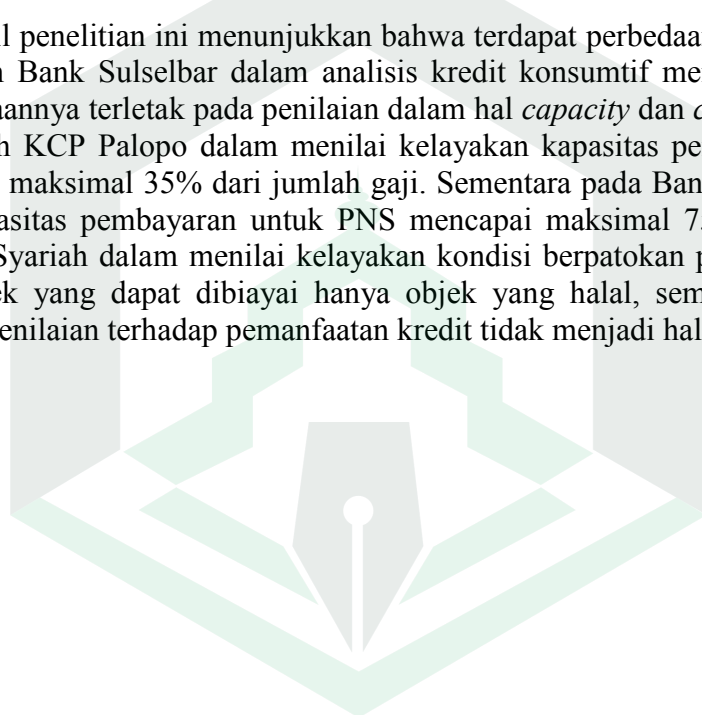 l penelitian ini menunjukkan bahwa terdapat perbedaa
n Bank Sulselbar dalam analisis kredit konsumtif me
aannya terletak pada penilaian dalam hal capacity dan
h KCP Palopo dalam menilai kelayakan kapasitas pe
maksimal 35% dari jumlah gaji. Sementara pada Ban
pasitas pembayaran untuk PNS mencapai maksimal 7
Syariah dalam menilai kelayakan kondisi berpatokan p
ek yang dapat dibiayai hanya objek yang halal, sem
enilaian terhadap pemanfaatan kredit tidak menjadi hal